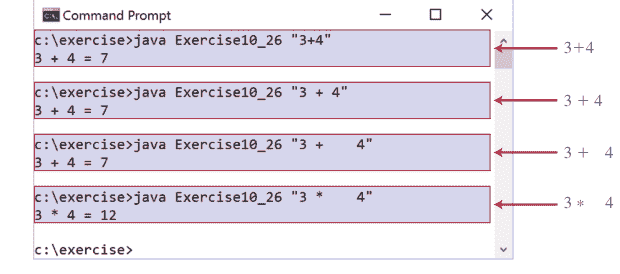 Command Prompt
c:\exercise>java Exercise10_26 "3+4"
3 + 4 = 7
3+4
c:\exercise>java Exercise10_26 "3 + 4"
3 + 4 = 7
3 + 4
c:\exercise>java Exercise10_26 "3 +    4"
3 + 4 = 7
3 +    4
c:\exercise>java Exercise10_26 "3 *    4"
3 * 4 = 12
3 *    4
c:\exercise>